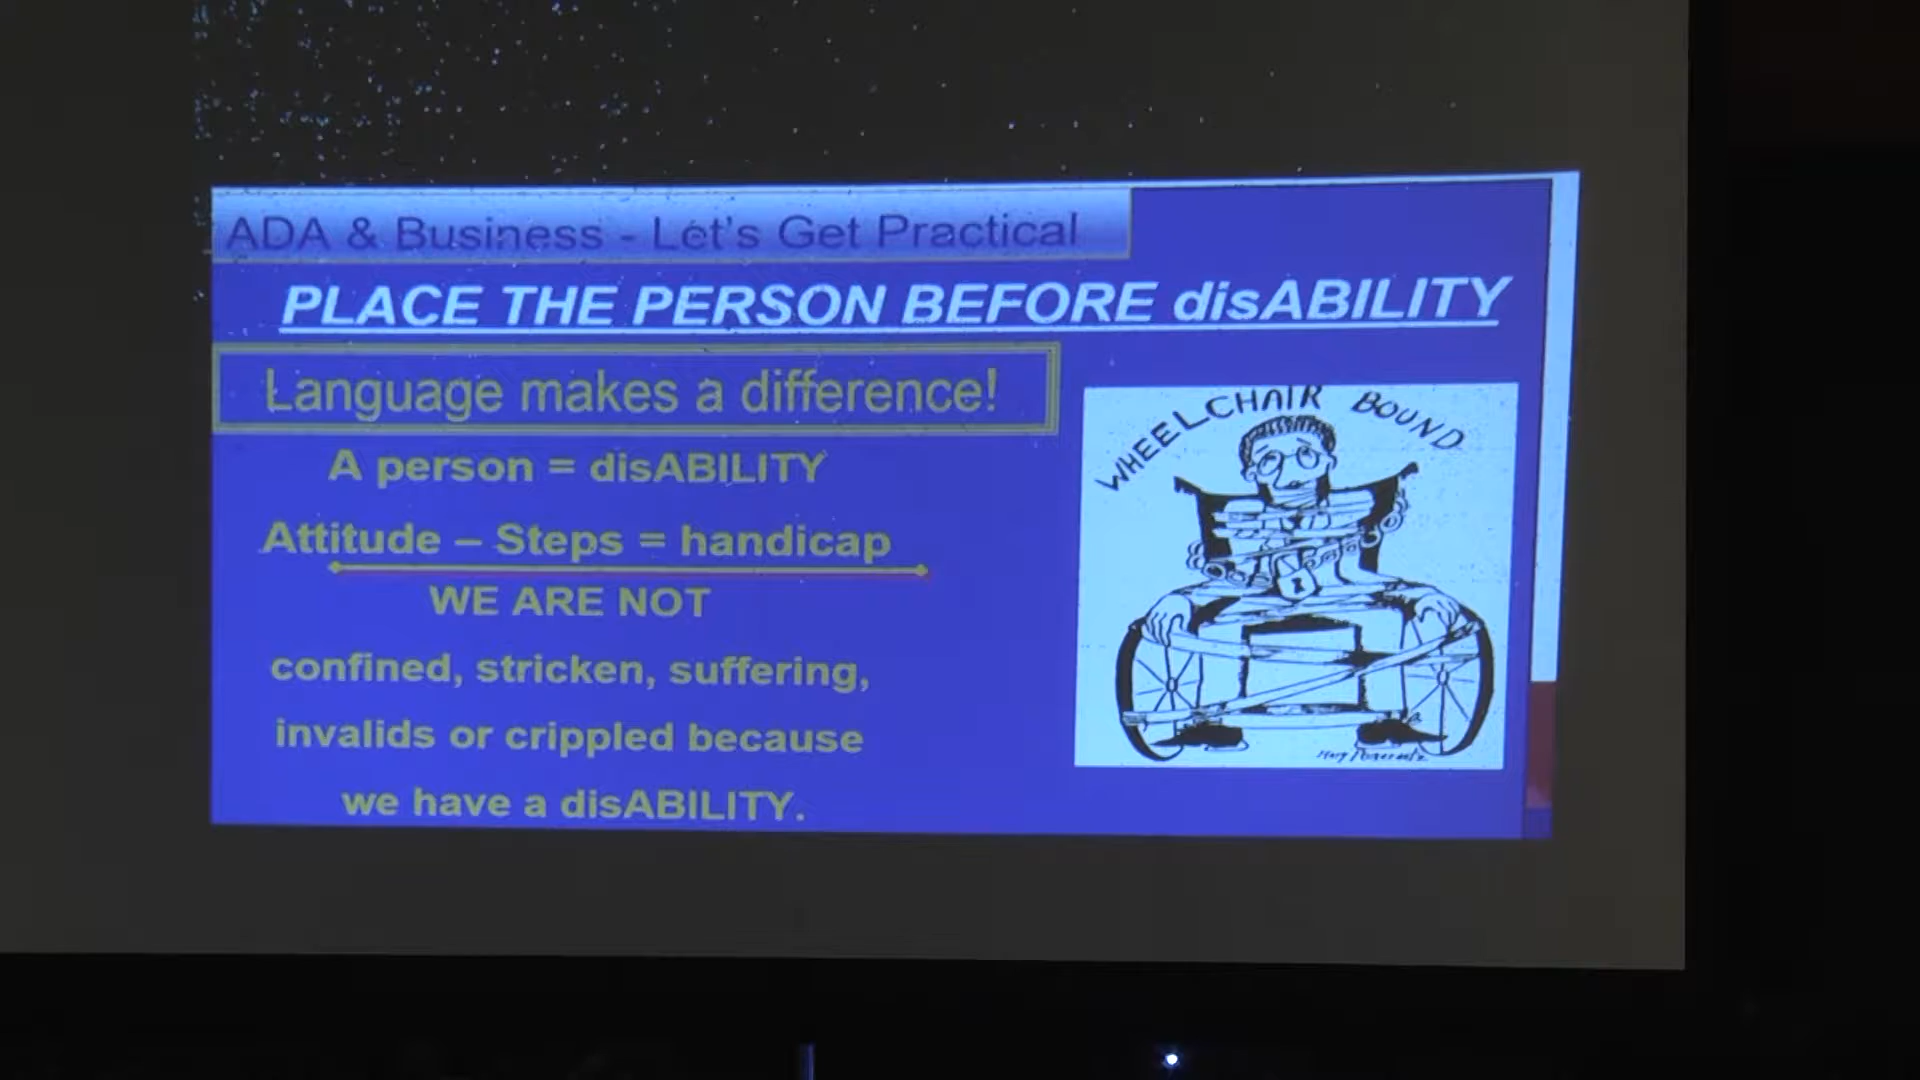 ADA & Business - Let's Get Practical
PLACE THE PERSON BEFORE disABILITY
Language makes a difference!
A person = disABILITY
Attitude – Steps = handicap
WE ARE NOT
confined, stricken, suffering,
invalids or crippled because
we have a disABILITY.
WHEELCHAIR BOUND